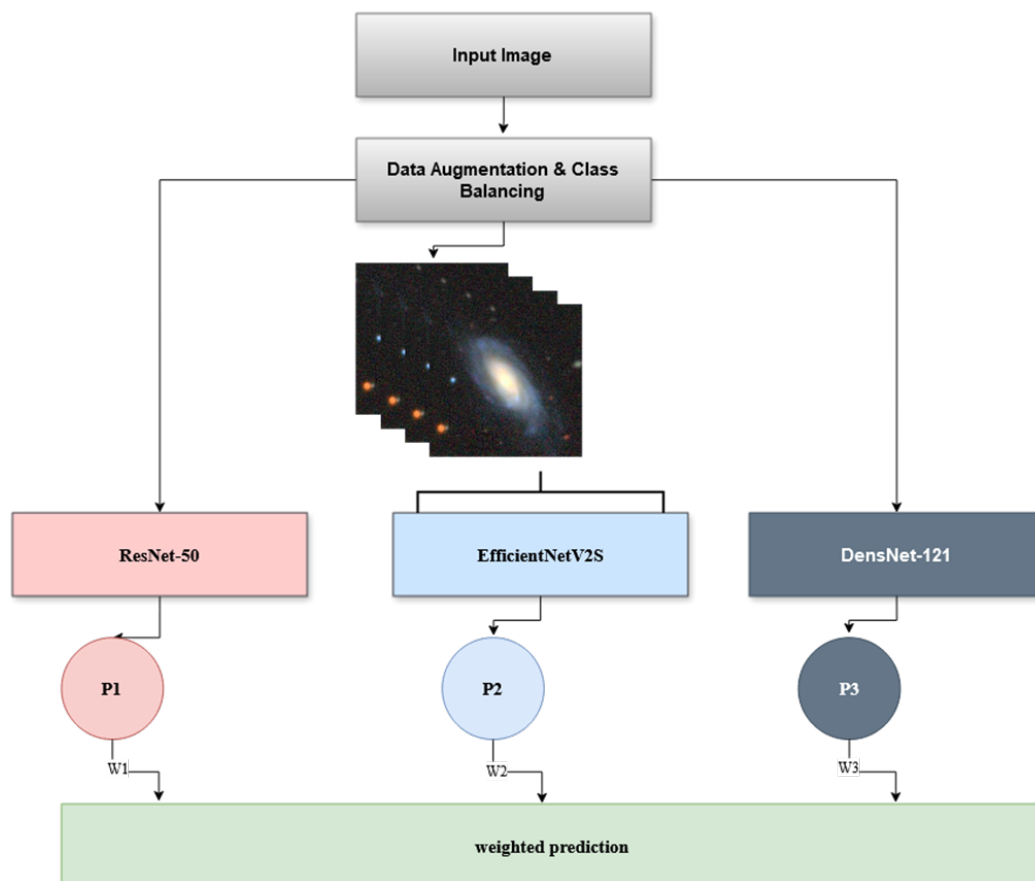 Input Image
Data Augmentation & Class
Balancing
ResNet-50
EfficientNetV2S
DensNet-121
P1
P2
P3
W1
W2
W3
weighted prediction